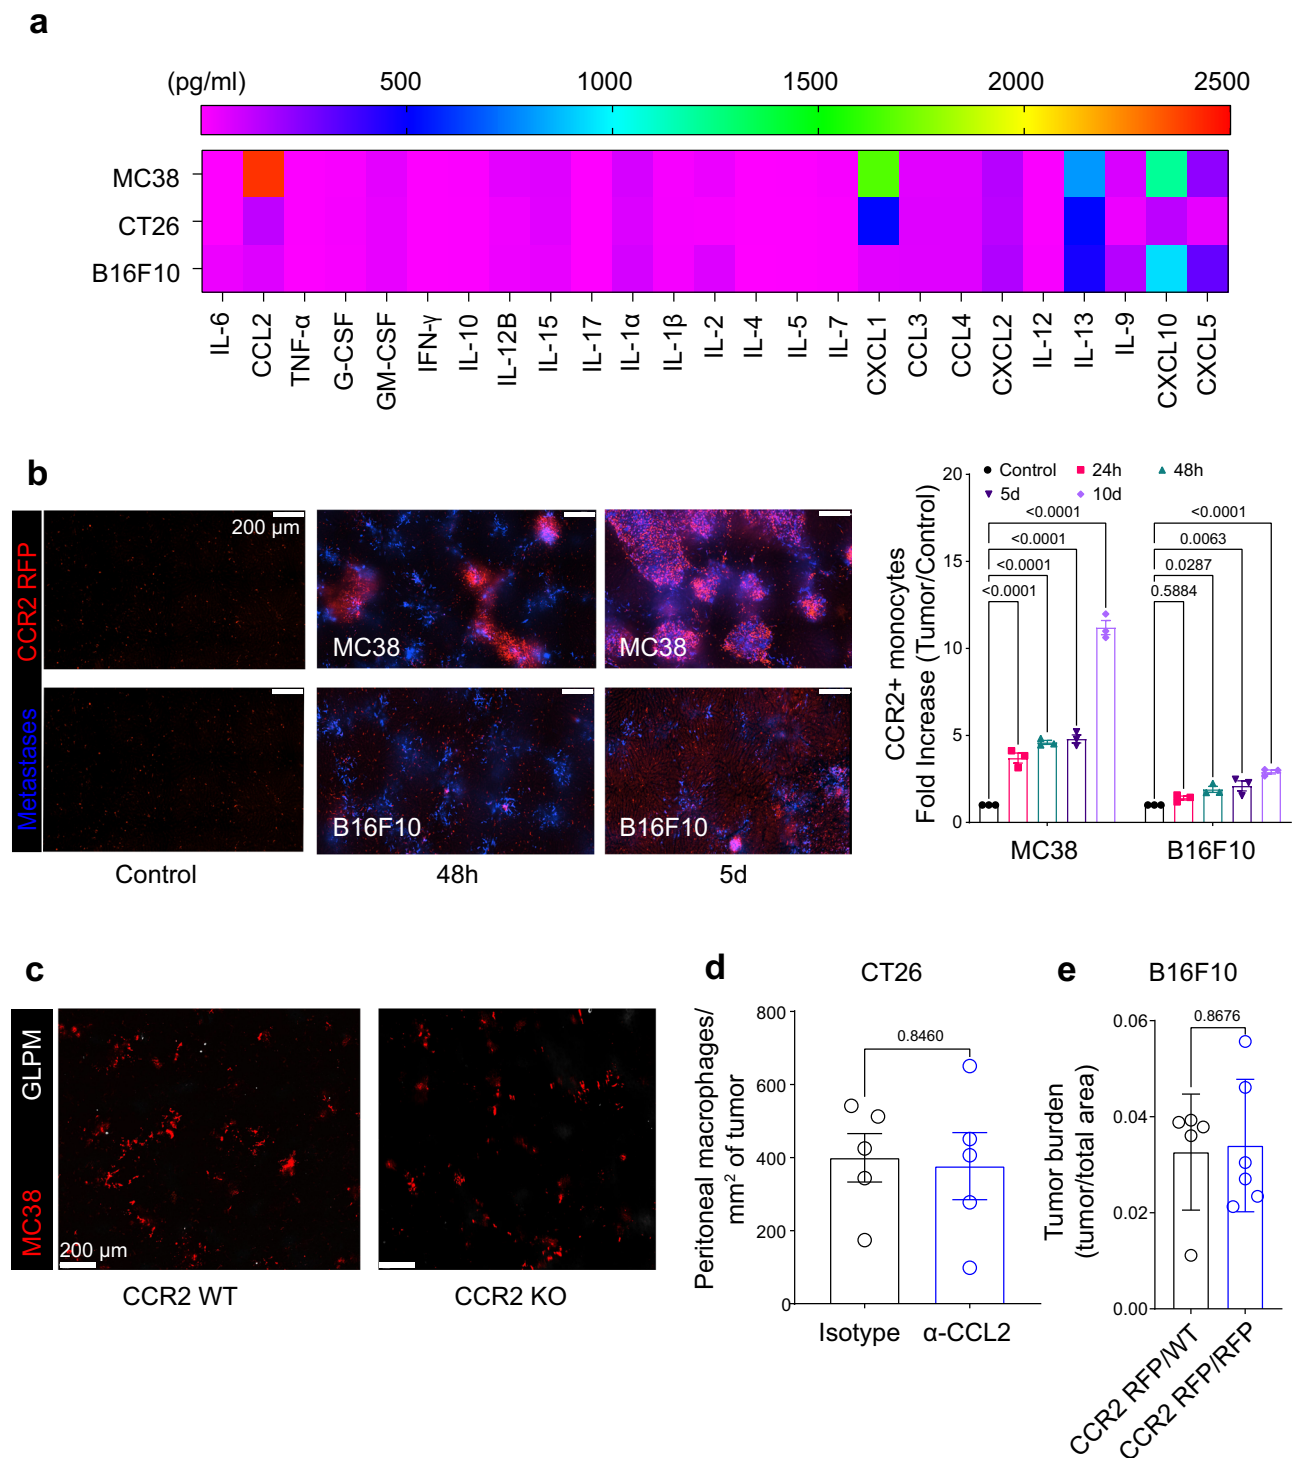 a
(pg/ml) 500 1000 1500 2000 2500
MC38
CT26
B16F10
IL-6 CCL2 TNF-α G-CSF GM-CSF IFN-γ IL-10 IL-12B IL-15 IL-17 IL-1α IL-1β IL-2 IL-4 IL-5 IL-7 CXCL1 CCL3 CCL4 CXCL2 IL-12 IL-13 IL-9 CXCL10 CXCL5
b
Metastases CCR2 RFP
200 µm
MC38
MC38
B16F10
B16F10
Control 48h 5d
CCR2+ monocytes
Fold Increase (Tumor/Control)
20
15
10
5
0
Control 24h 48h
5d 10d
<0.0001
<0.0001
<0.0001
<0.0001
<0.0001
0.0063
0.0287
0.5884
MC38 B16F10
c
MC38 GLPM
200 µm
CCR2 WT CCR2 KO
d
CT26
Peritoneal macrophages/
mm² of tumor
800
600
400
200
0
0.8460
Isotype α-CCL2
e
B16F10
Tumor burden
(tumor/total area)
0.06
0.04
0.02
0.00
0.8676
CCR2 RFP/WT
CCR2 RFP/RFP